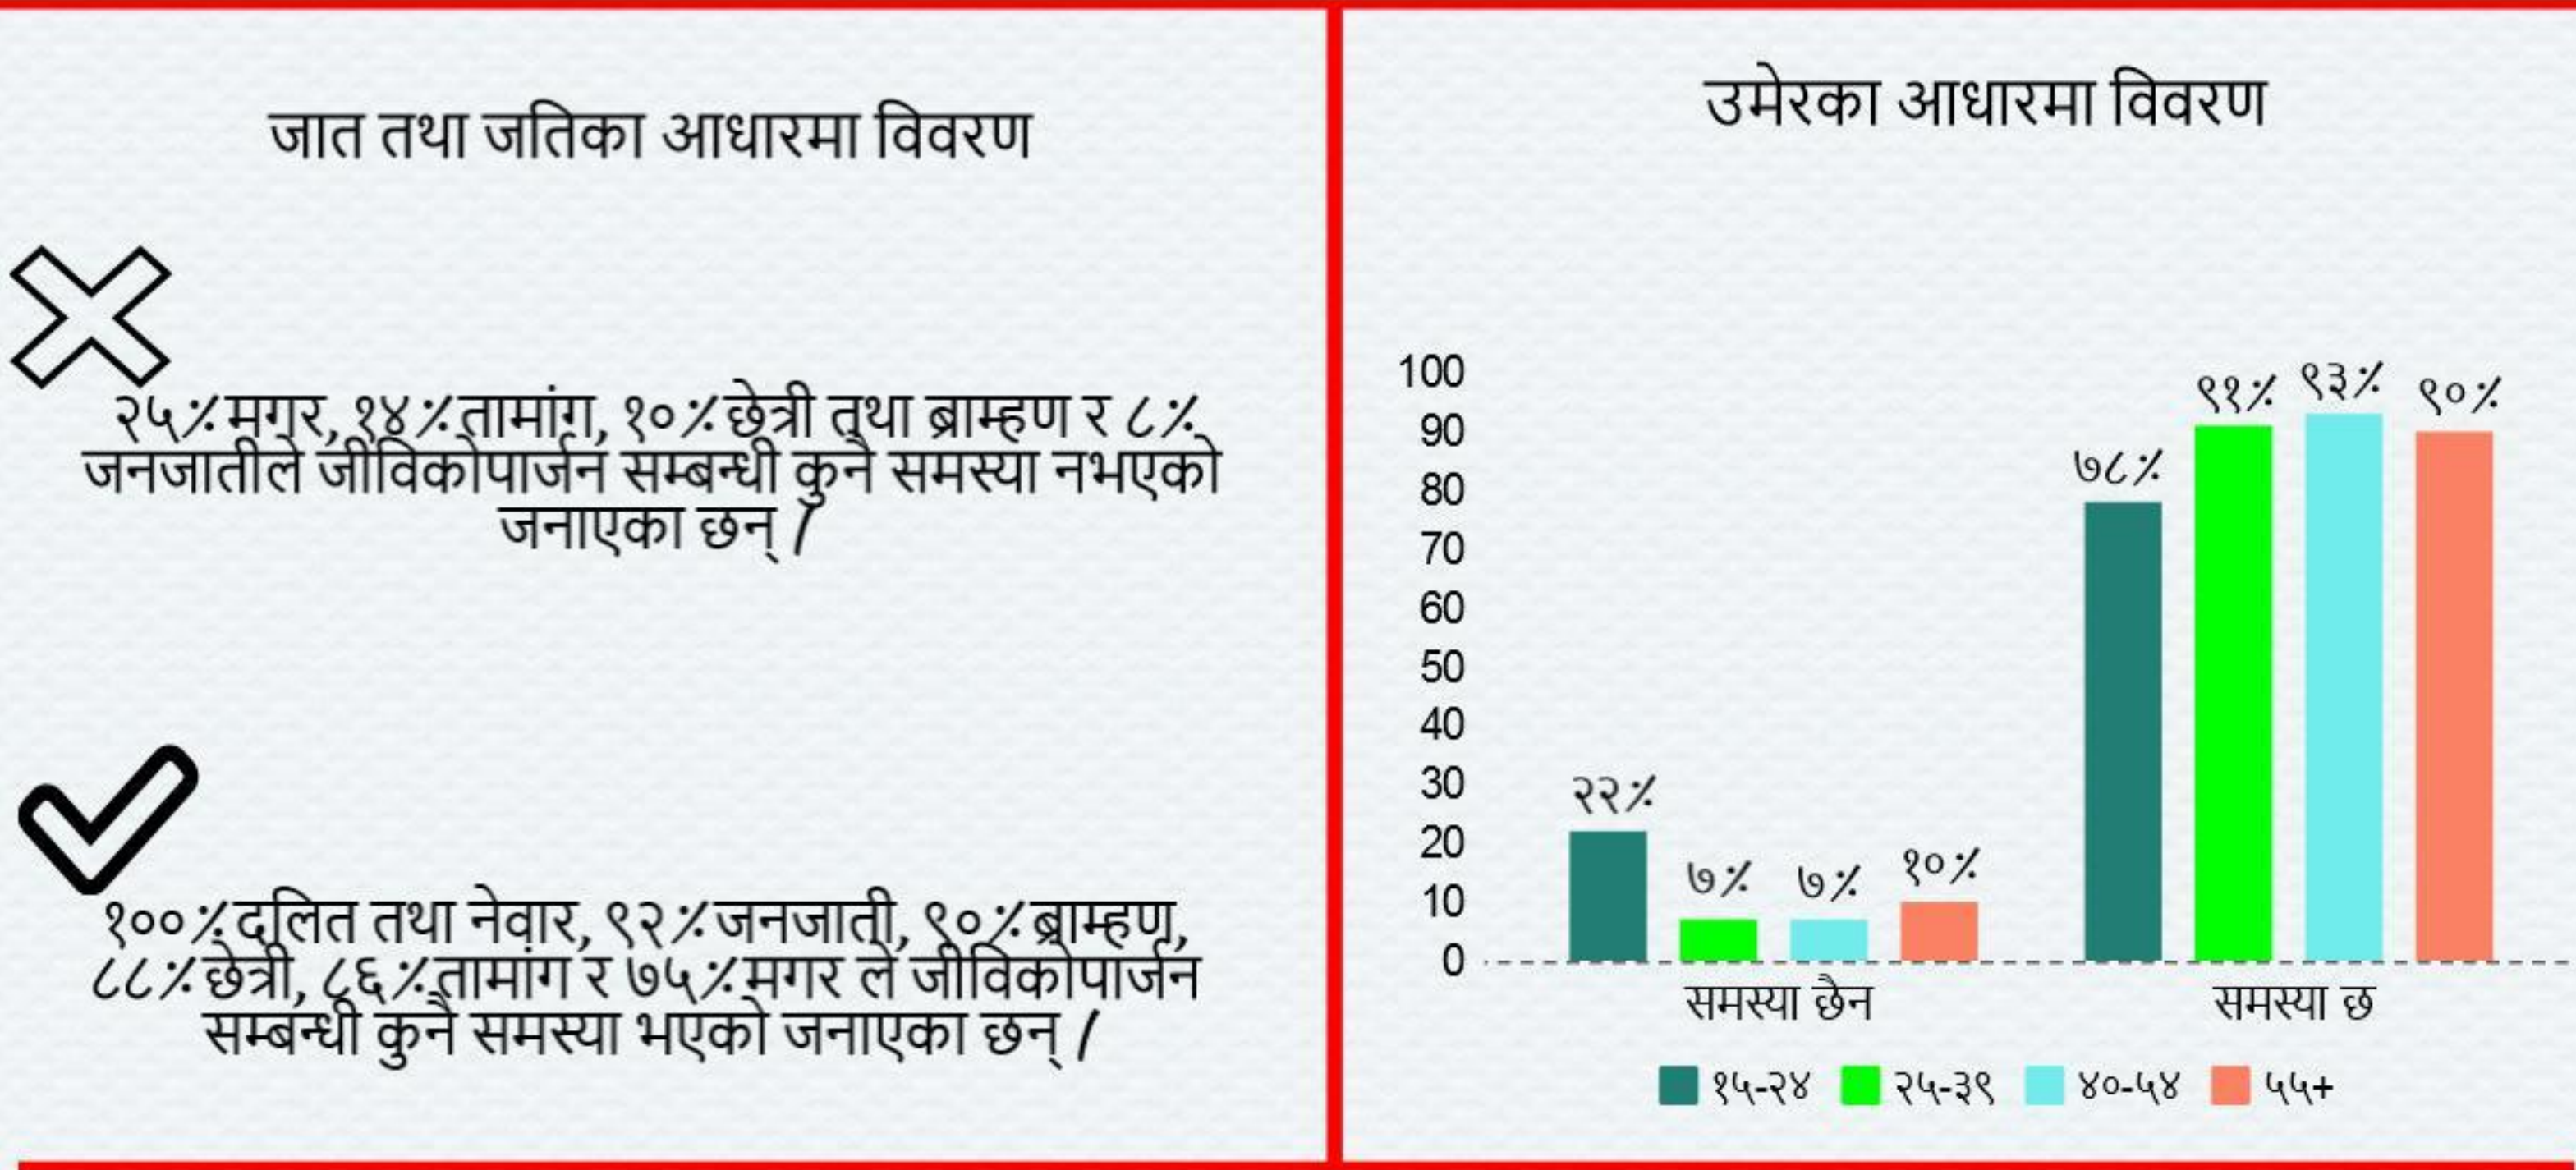 जात तथा जतिका आधारमा विवरण
२५%मगर, १४%तामांग, १०%छेत्री तथा ब्राम्हण र ८%
जनजातीले जीविकोपार्जन सम्बन्धी कुनै समस्या नभएको
जनाएका छन् /
१००%दलित तथा नेवार, ९२%जनजाती, ९०%ब्राम्हण,
८८%छेत्री, ८६%तामांग र ७५%मगर ले जीविकोपार्जन
सम्बन्धी कुनै समस्या भएको जनाएका छन् /
उमेरका आधारमा विवरण
100
90
80
70
60
50
40
30
20
10
0
२२%
७%
७%
१०%
७८%
९१%
९३%
९०%
समस्या छैन
समस्या छ
१५-२४ २५-३९ ४०-५४ ५५+